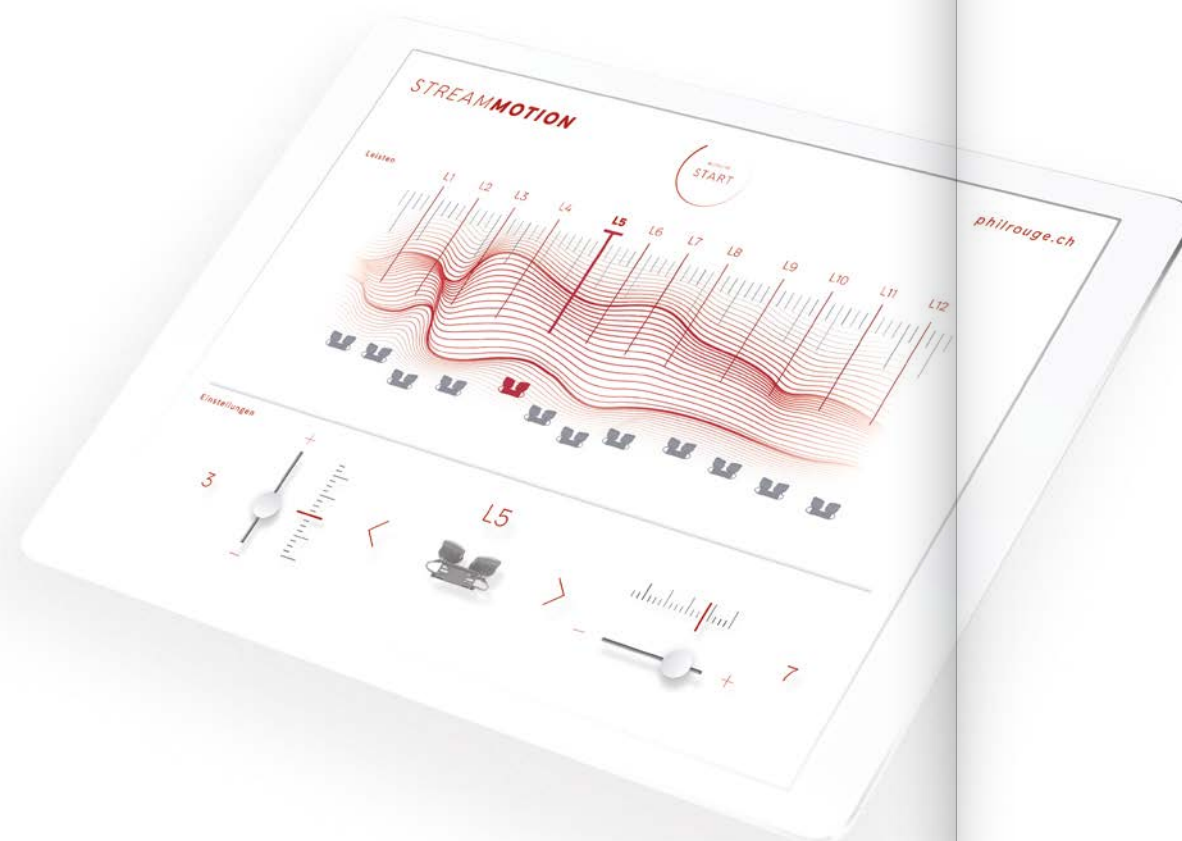 STREAMMOTION
START
philrouge.ch
Leisten
L1 L2 L3 L4 L5 L6 L7 L8 L9 L10 L11 L12
Einstellungen
+
3
−
<
L5
>
−
+
7